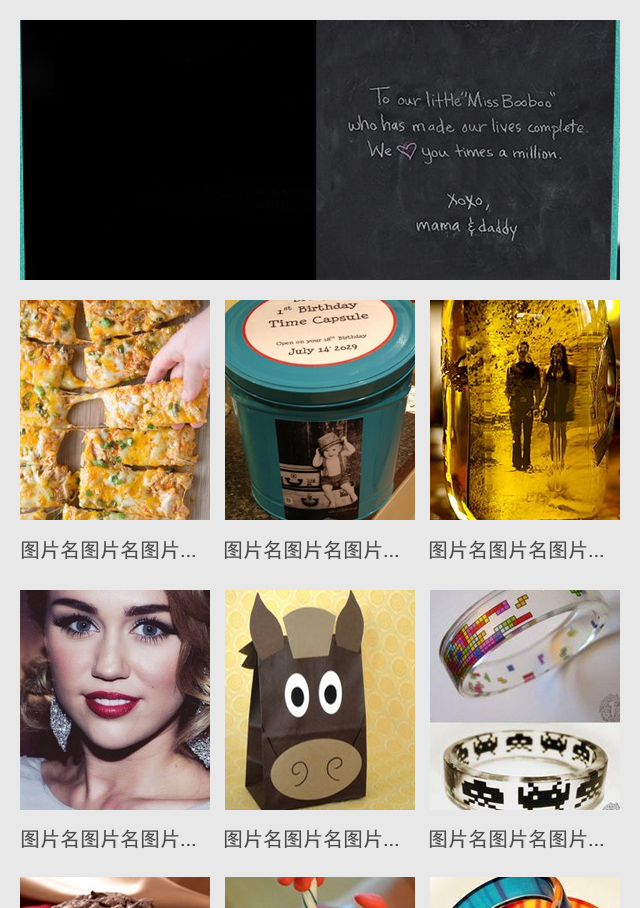 To our little "Miss Booboo"
who has made our lives complete.
We you times a million.
xoxo,
mama & daddy
1st Birthday
Time Capsule
Open on your 18th Birthday
July 14 2029
图片名图片名图片...
图片名图片名图片...
图片名图片名图片...
图片名图片名图片...
图片名图片名图片...
图片名图片名图片...